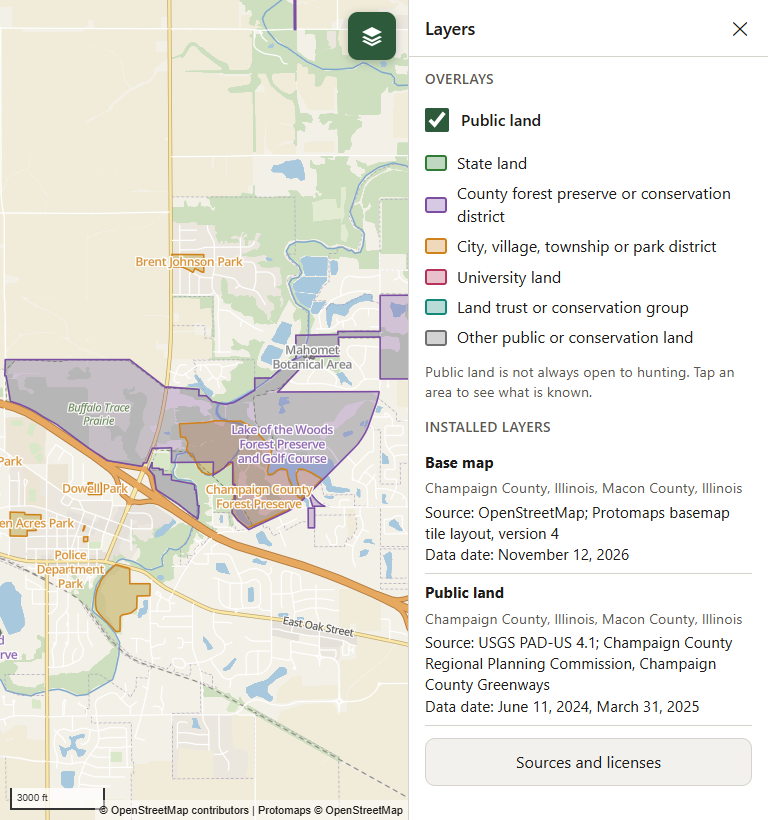 Brent Johnson Park
Mahomet
Botanical Area
Buffalo Trace
Prairie
Lake of the Woods
Forest Preserve
and Golf Course
Park
Dowell Park
Champaign County
Forest Preserve
en Acres Park
Police
Department
Park
East Oak Street
d
rve
3000 ft
© OpenStreetMap contributors | Protomaps © OpenStreetMap
Layers
OVERLAYS
Public land
State land
County forest preserve or conservation
district
City, village, township or park district
University land
Land trust or conservation group
Other public or conservation land
Public land is not always open to hunting. Tap an
area to see what is known.
INSTALLED LAYERS
Base map
Champaign County, Illinois, Macon County, Illinois
Source: OpenStreetMap; Protomaps basemap
tile layout, version 4
Data date: November 12, 2026
Public land
Champaign County, Illinois, Macon County, Illinois
Source: USGS PAD-US 4.1; Champaign County
Regional Planning Commission, Champaign
County Greenways
Data date: June 11, 2024, March 31, 2025
Sources and licenses